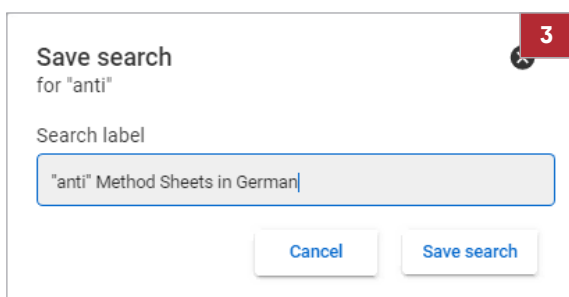 3
Save search
for "anti"
Search label
"anti" Method Sheets in German
Cancel
Save search